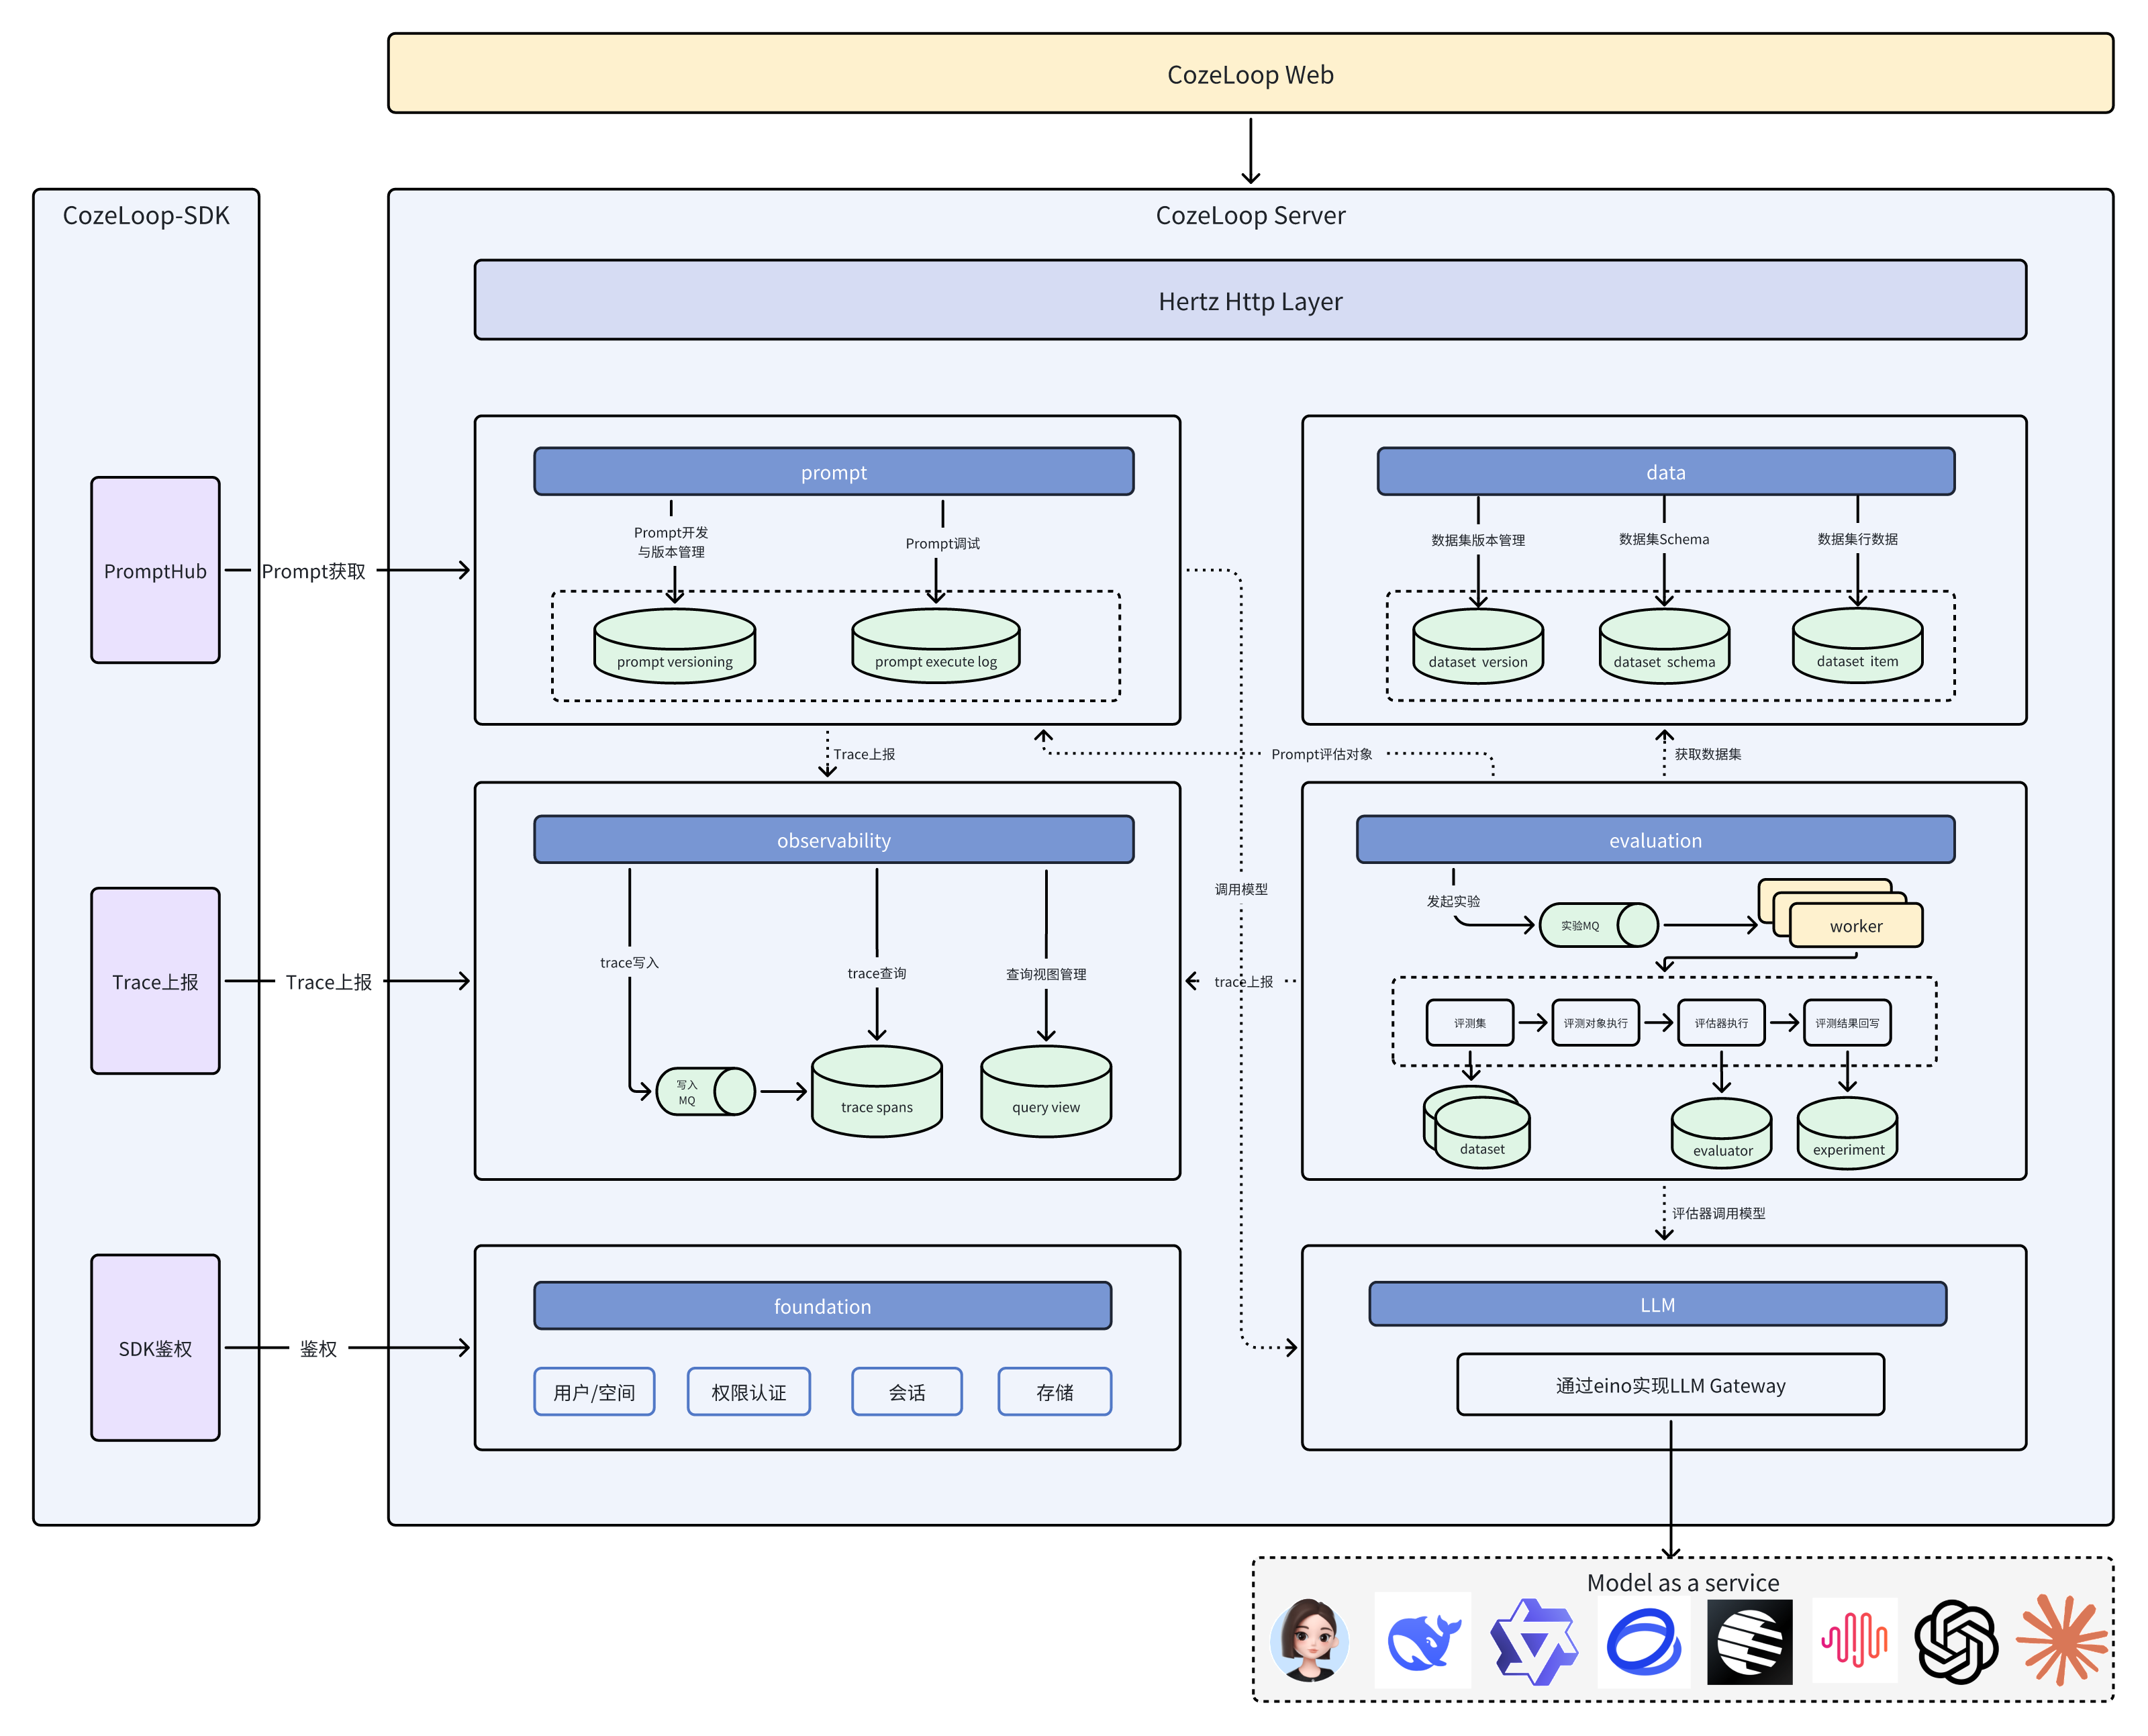 CozeLoop Web
CozeLoop-SDK
CozeLoop Server
Hertz Http Layer
prompt
data
Prompt开发
与版本管理
Prompt调试
数据集版本管理
数据集Schema
数据集行数据
PromptHub
Prompt获取
prompt versioning
prompt execute log
dataset version
dataset schema
dataset item
Trace上报
Prompt评估对象
获取数据集
observability
evaluation
调用模型
发起实验
实验MQ
worker
trace写入
trace查询
查询视图管理
Trace上报
Trace上报
trace上报
评测集
评测对象执行
评估器执行
评测结果回写
写入
MQ
trace spans
query view
dataset
evaluator
experiment
评估器调用模型
foundation
LLM
SDK鉴权
鉴权
用户/空间
权限认证
会话
存储
通过eino实现LLM Gateway
Model as a service